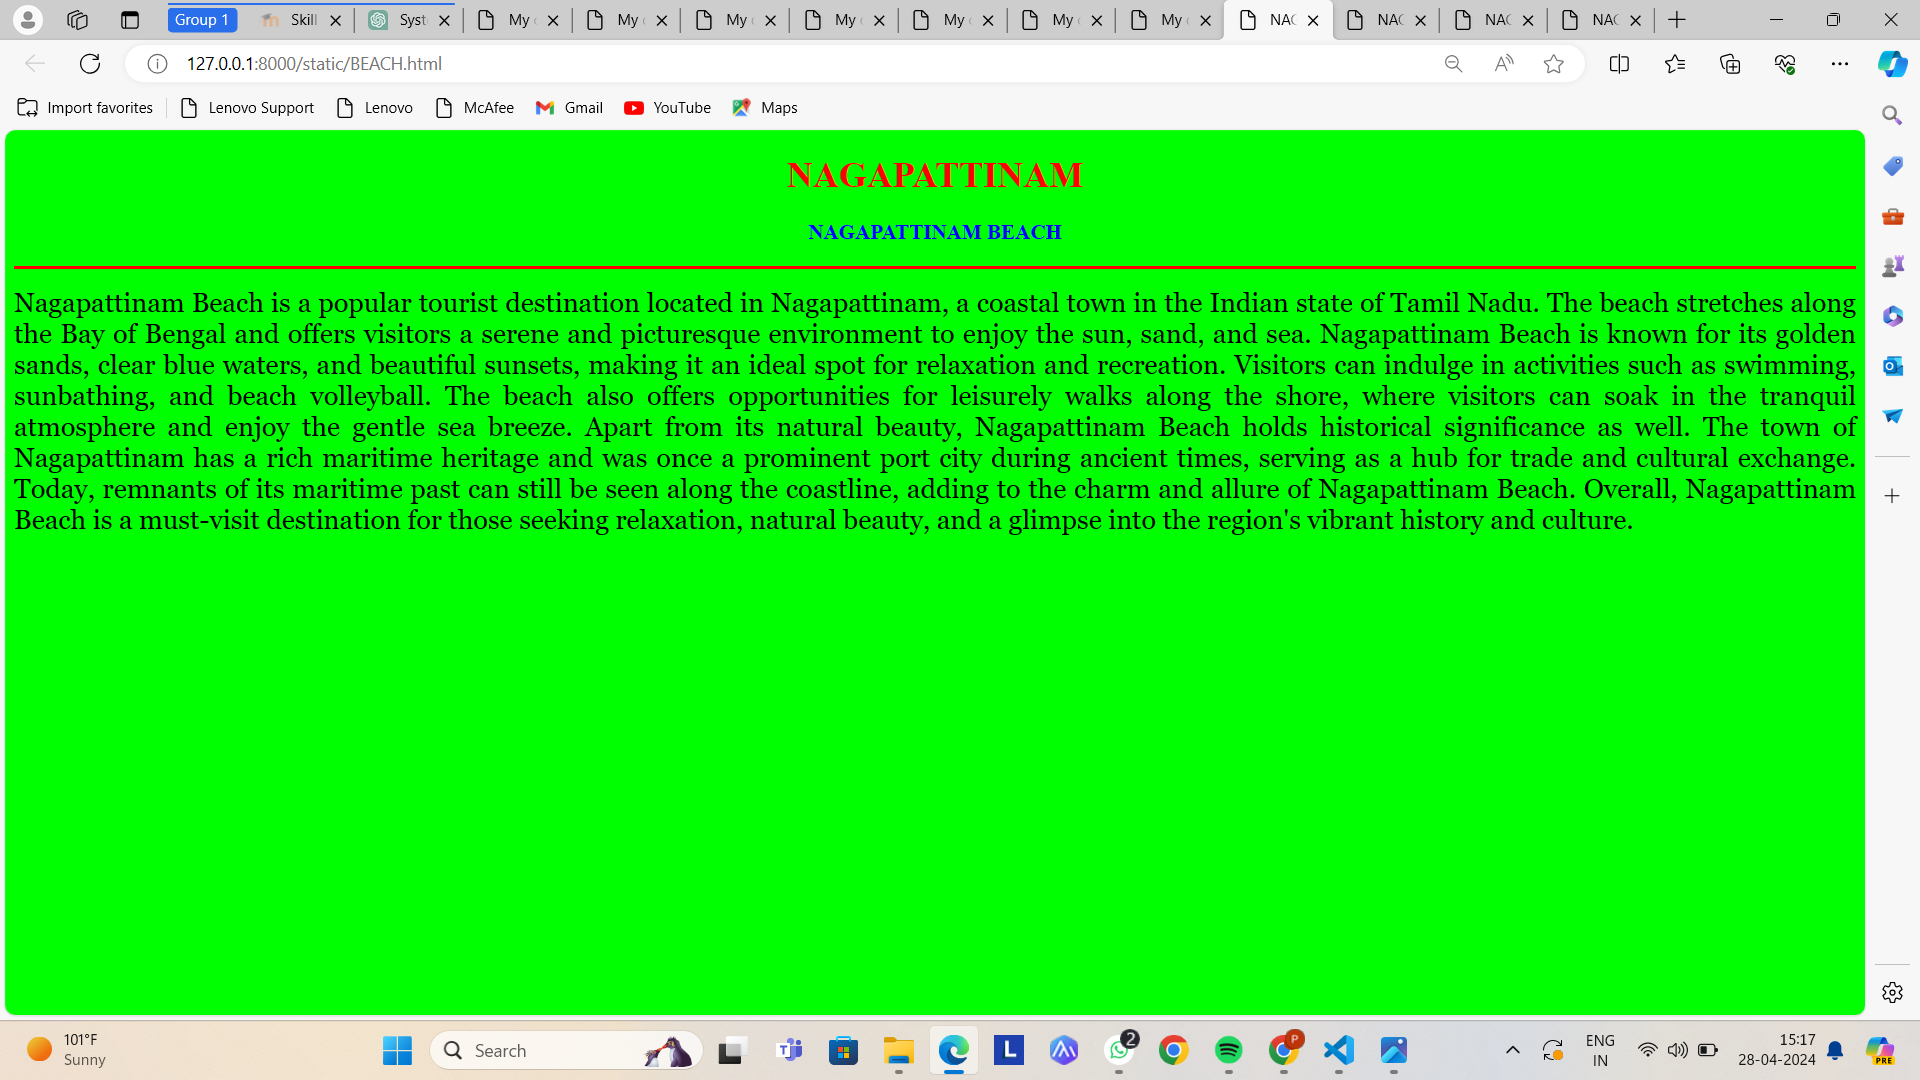 Group 1 Skill Syst My My My My My My My NAG NAG NAG NAG
127.0.0.1:8000/static/BEACH.html
Import favorites Lenovo Support Lenovo McAfee Gmail YouTube Maps
NAGAPATTINAM
NAGAPATTINAM BEACH
Nagapattinam Beach is a popular tourist destination located in Nagapattinam, a coastal town in the Indian state of Tamil Nadu. The beach stretches along
the Bay of Bengal and offers visitors a serene and picturesque environment to enjoy the sun, sand, and sea. Nagapattinam Beach is known for its golden
sands, clear blue waters, and beautiful sunsets, making it an ideal spot for relaxation and recreation. Visitors can indulge in activities such as swimming,
sunbathing, and beach volleyball. The beach also offers opportunities for leisurely walks along the shore, where visitors can soak in the tranquil
atmosphere and enjoy the gentle sea breeze. Apart from its natural beauty, Nagapattinam Beach holds historical significance as well. The town of
Nagapattinam has a rich maritime heritage and was once a prominent port city during ancient times, serving as a hub for trade and cultural exchange.
Today, remnants of its maritime past can still be seen along the coastline, adding to the charm and allure of Nagapattinam Beach. Overall, Nagapattinam
Beach is a must-visit destination for those seeking relaxation, natural beauty, and a glimpse into the region's vibrant history and culture.
101°F
Sunny
Search
L
2
P
ENG
IN
15:17
28-04-2024
PRE